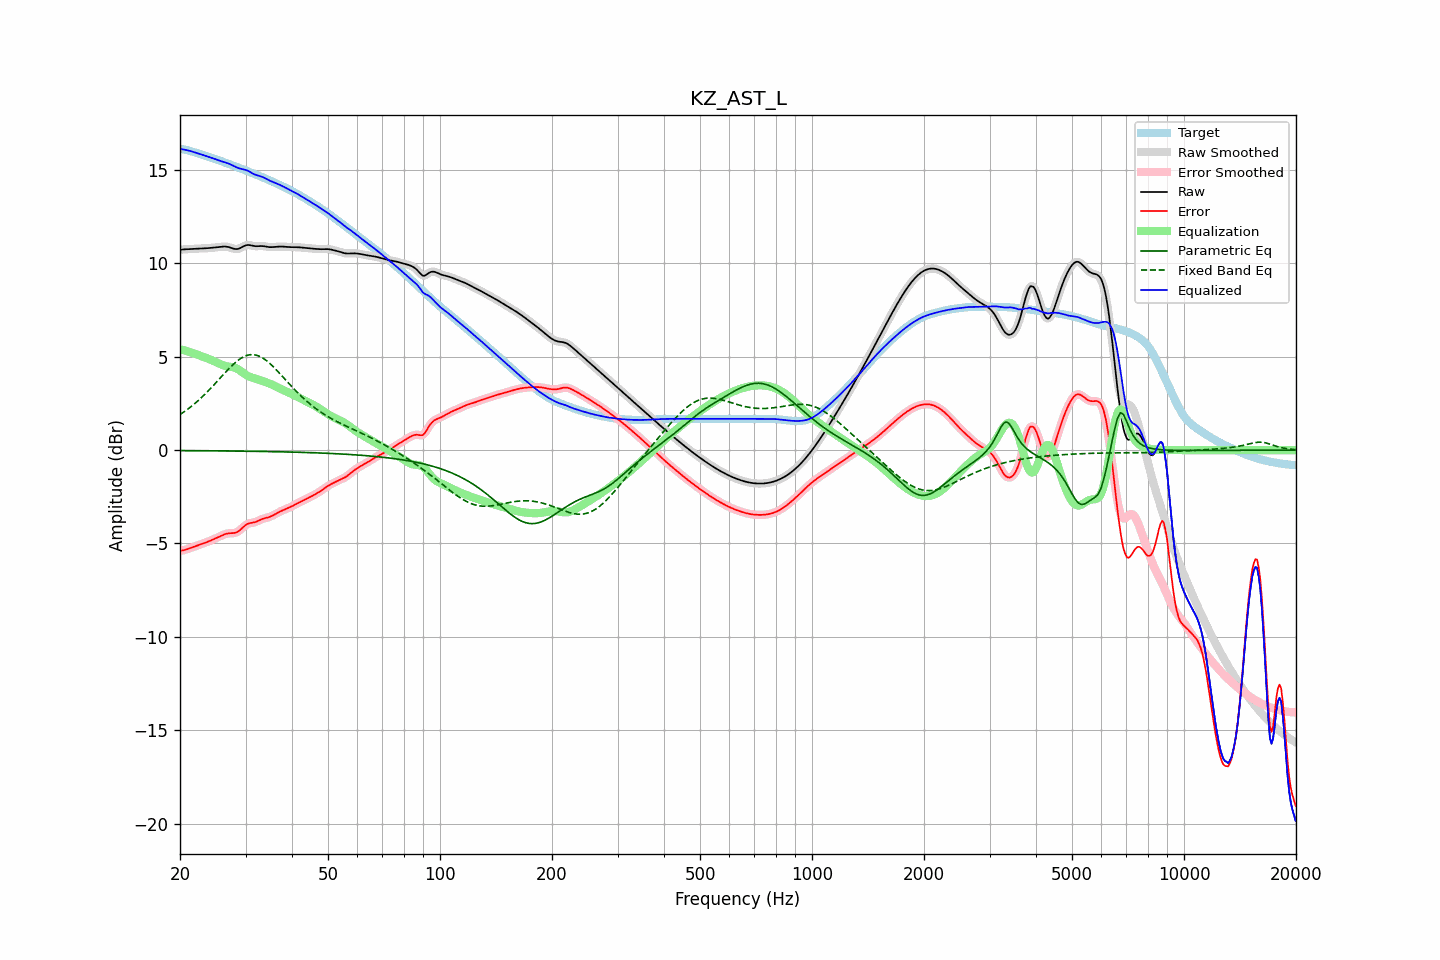 KZ_AST_L
Target
Raw Smoothed
Error Smoothed
Raw
Error
Equalization
Parametric Eq
Fixed Band Eq
Equalized
Amplitude (dBr)
15
10
5
0
−5
−10
−15
−20
20 50 100 200 500 1000 2000 5000 10000 20000
Frequency (Hz)